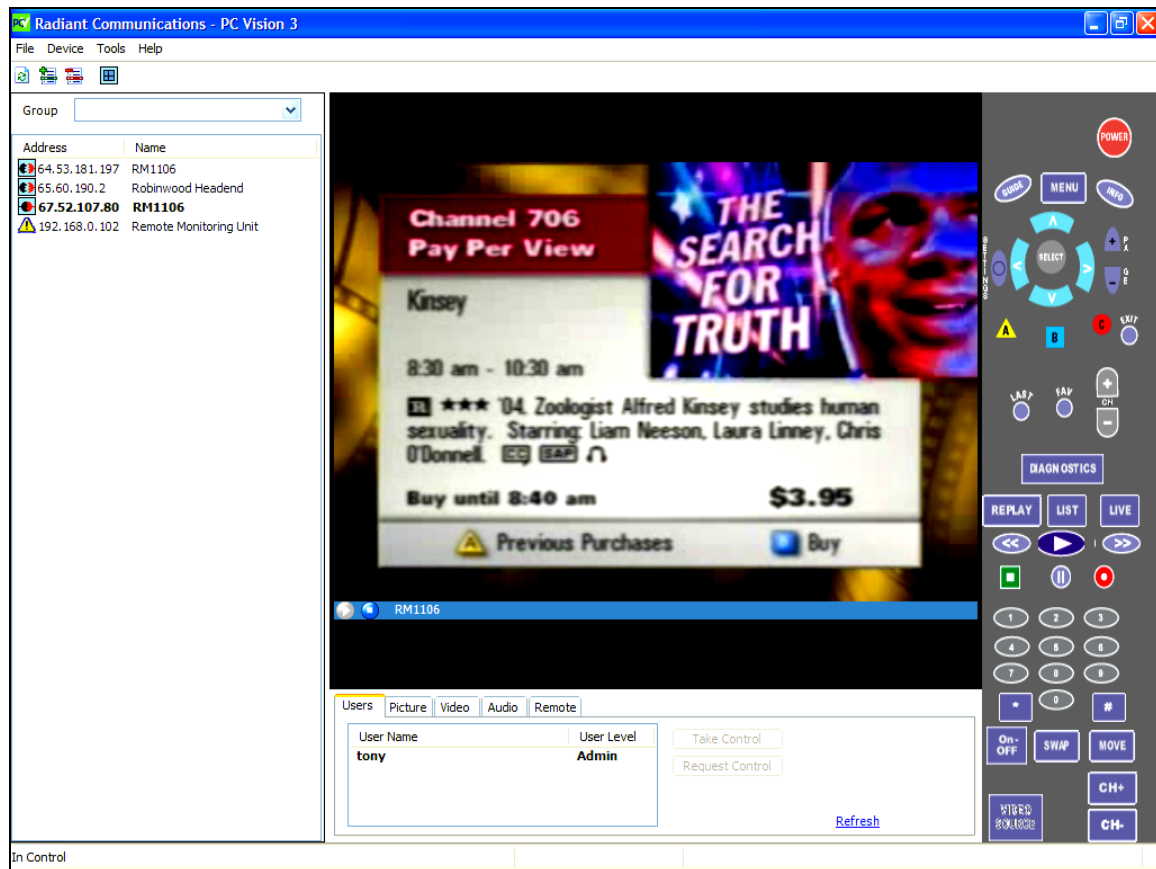 Radiant Communications - PC Vision 3
File Device Tools Help
Group
Address Name
64.53.181.197 RM1106
65.60.190.2 Robinwood Headend
67.52.107.80 RM1106
192.168.0.102 Remote Monitoring Unit
Channel 706
Pay Per View
THE
SEARCH
FOR
TRUTH
Kinsey
8:30 am - 10:30 am
R ★★★ '04. Zoologist Alfred Kinsey studies human
sexuality. Starring: Liam Neeson, Laura Linney, Chris
O'Donnell. CC SAP
Buy until 8:40 am $3.95
A Previous Purchases Buy
RM1106
Users Picture Video Audio Remote
User Name User Level
tony Admin
Take Control
Request Control
Refresh
In Control
POWER
GUIDE MENU INFO
SETTINGS
SELECT
+ PAGE -
A B C EXIT
LAST FAV
+ CH -
DIAGNOSTICS
REPLAY LIST LIVE
<< >>
1 2 3
4 5 6
7 8 9
* 0 #
On-OFF SWAP MOVE
VIDEO SOURCE
CH+
CH-